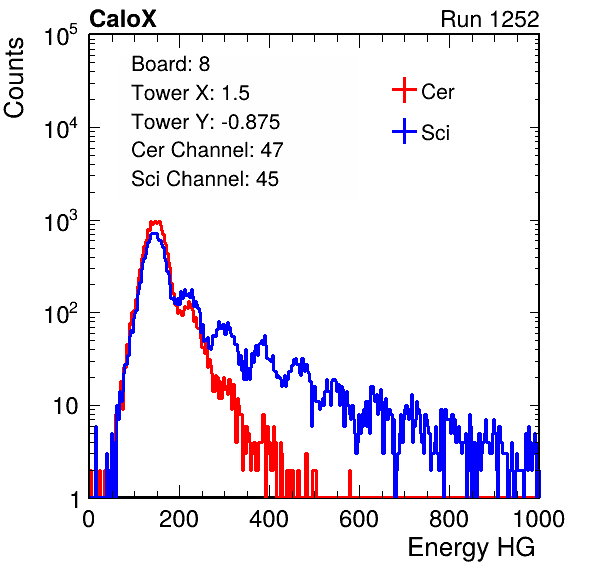 CaloX Run 1252
Counts
Board: 8
Tower X: 1.5
Tower Y: -0.875
Cer Channel: 47
Sci Channel: 45
Cer
Sci
10^5
10^4
10^3
10^2
10
1
0 200 400 600 800 1000
Energy HG